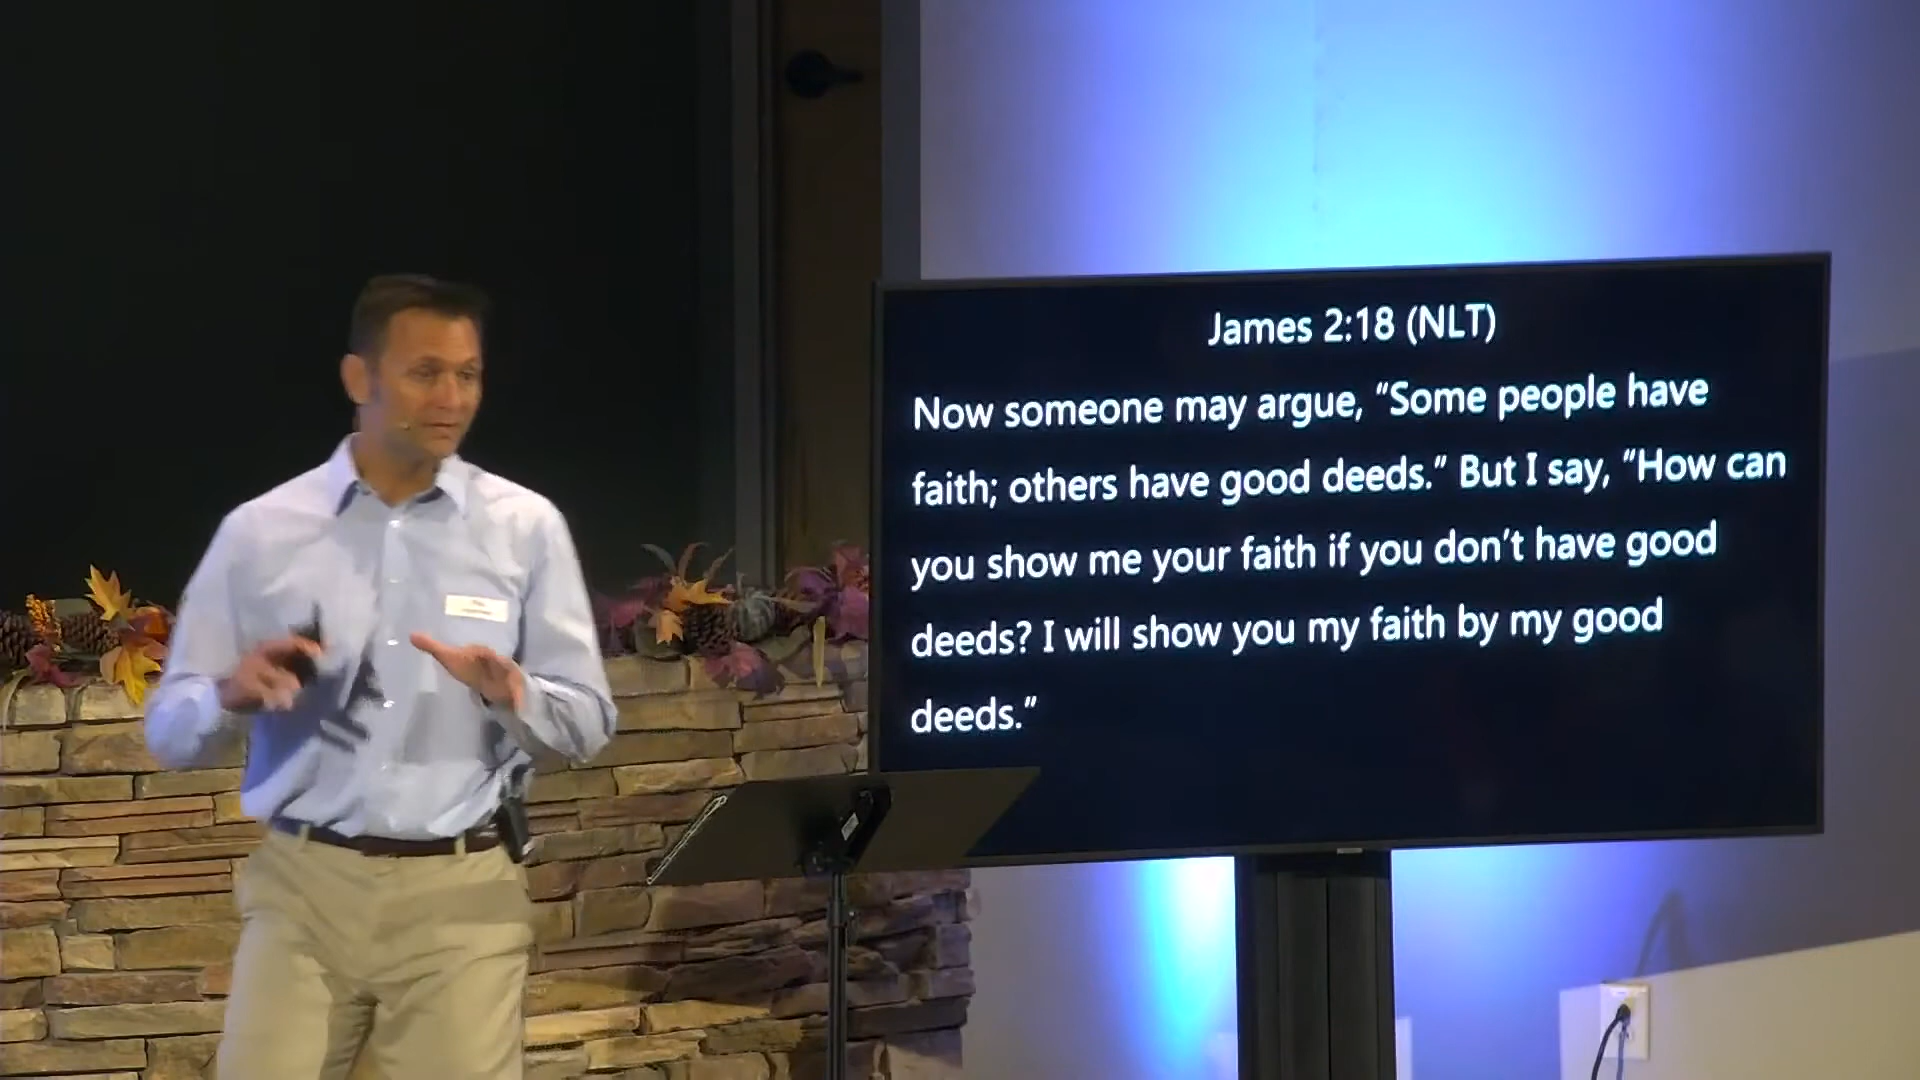 James 2:18 (NLT)
Now someone may argue, “Some people have
faith; others have good deeds.” But I say, “How can
you show me your faith if you don’t have good
deeds? I will show you my faith by my good
deeds.”